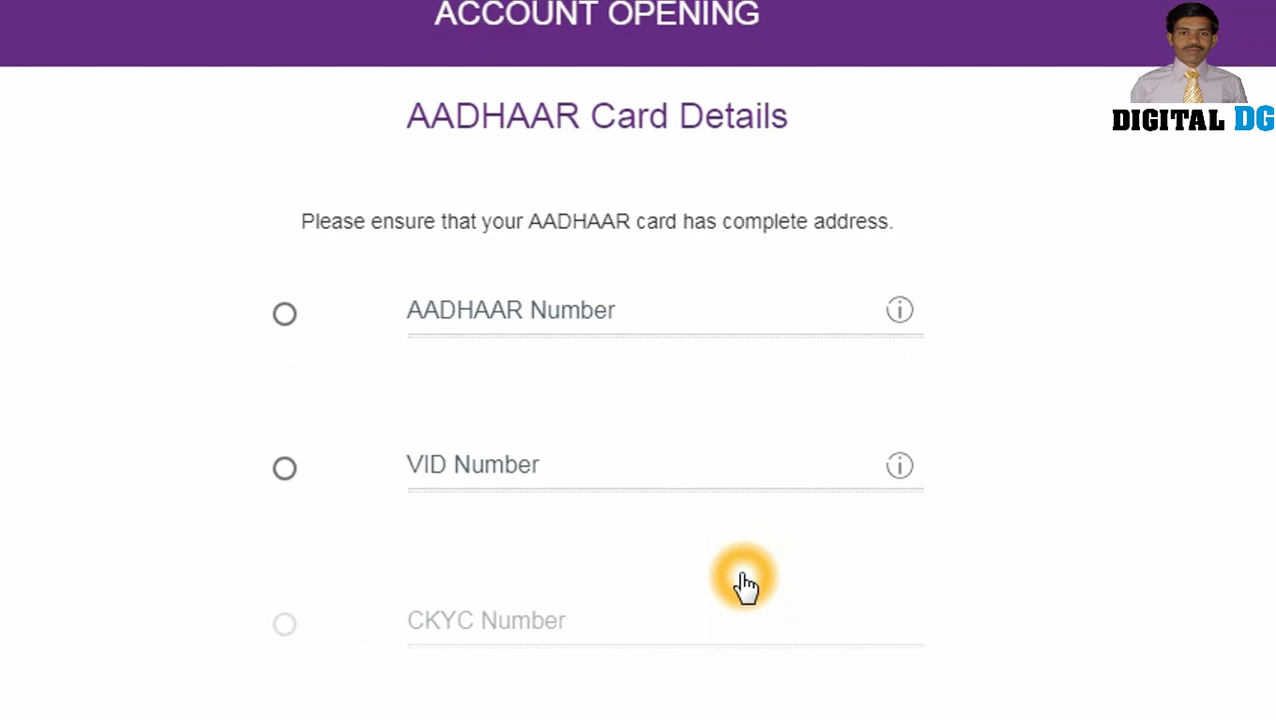 ACCOUNT OPENING
DIGITAL DG
AADHAAR Card Details
Please ensure that your AADHAAR card has complete address.
AADHAAR Number
VID Number
CKYC Number